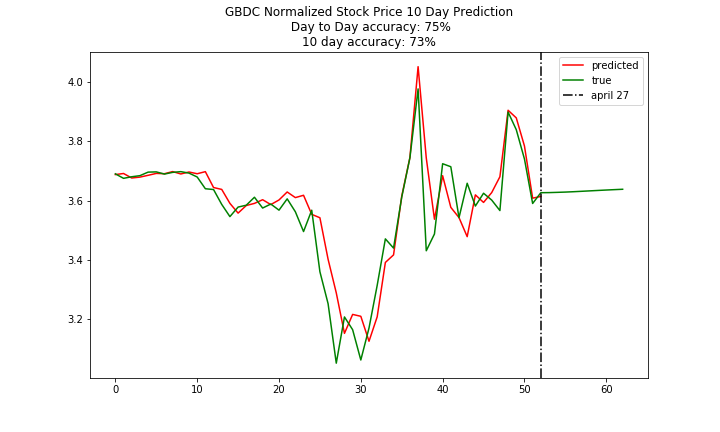 GBDC Normalized Stock Price 10 Day Prediction
Day to Day accuracy: 75%
10 day accuracy: 73%
predicted
true
april 27
4.0
3.8
3.6
3.4
3.2
0 10 20 30 40 50 60